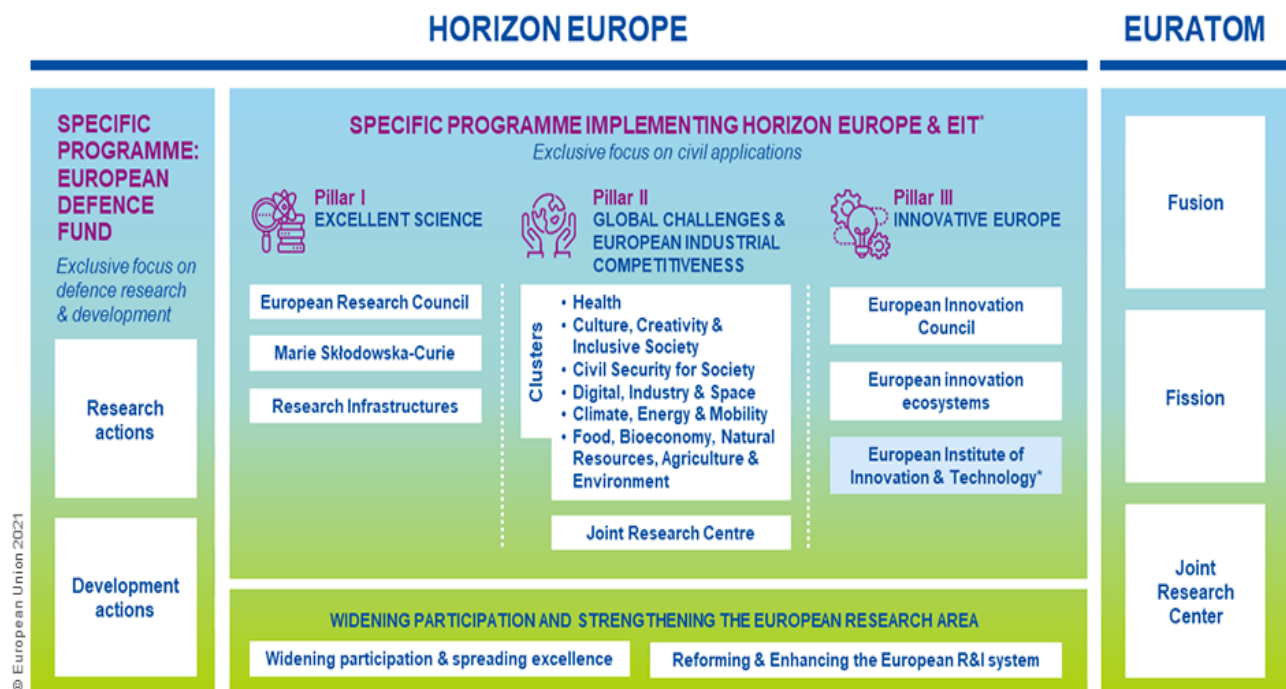 HORIZON EUROPE
EURATOM
SPECIFIC
PROGRAMME:
EUROPEAN
DEFENCE
FUND
Exclusive focus on
defence research
& development
Research
actions
Development
actions
SPECIFIC PROGRAMME IMPLEMENTING HORIZON EUROPE & EIT*
Exclusive focus on civil applications
Pillar I
EXCELLENT SCIENCE
European Research Council
Marie Skłodowska-Curie
Research Infrastructures
Pillar II
GLOBAL CHALLENGES &
EUROPEAN INDUSTRIAL
COMPETITIVENESS
Clusters
• Health
• Culture, Creativity &
Inclusive Society
• Civil Security for Society
• Digital, Industry & Space
• Climate, Energy & Mobility
• Food, Bioeconomy, Natural
Resources, Agriculture &
Environment
Joint Research Centre
Pillar III
INNOVATIVE EUROPE
European Innovation
Council
European innovation
ecosystems
European Institute of
Innovation & Technology*
WIDENING PARTICIPATION AND STRENGTHENING THE EUROPEAN RESEARCH AREA
Widening participation & spreading excellence
Reforming & Enhancing the European R&I system
Fusion
Fission
Joint
Research
Center
© European Union 2021